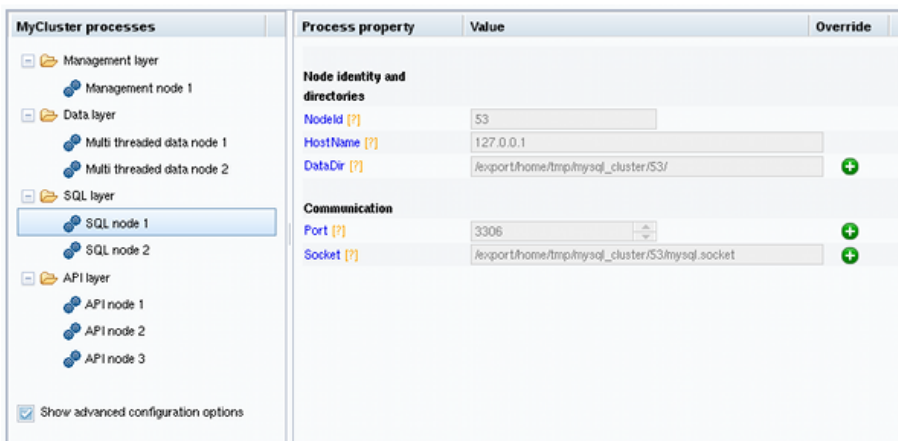 MyCluster processes
Management layer
Management node 1
Data layer
Multi threaded data node 1
Multi threaded data node 2
SQL layer
SQL node 1
SQL node 2
API layer
API node 1
API node 2
API node 3
Show advanced configuration options
Process property Value Override
Node identity and
directories
NodeId [?] 53
HostName [?] 127.0.0.1
DataDir [?] /export/home/tmp/mysql_cluster/53/
Communication
Port [?] 3306
Socket [?] /export/home/tmp/mysql_cluster/53/mysql.socket